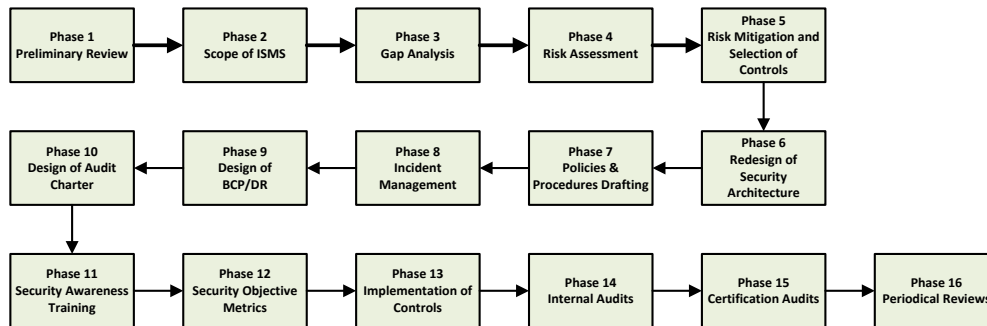 Phase 1
Preliminary Review
Phase 2
Scope of ISMS
Phase 3
Gap Analysis
Phase 4
Risk Assessment
Phase 5
Risk Mitigation and
Selection of
Controls
Phase 10
Design of Audit
Charter
Phase 9
Design of
BCP/DR
Phase 8
Incident
Management
Phase 7
Policies &
Procedures Drafting
Phase 6
Redesign of
Security
Architecture
Phase 11
Security Awareness
Training
Phase 12
Security Objective
Metrics
Phase 13
Implementation of
Controls
Phase 14
Internal Audits
Phase 15
Certification Audits
Phase 16
Periodical Reviews